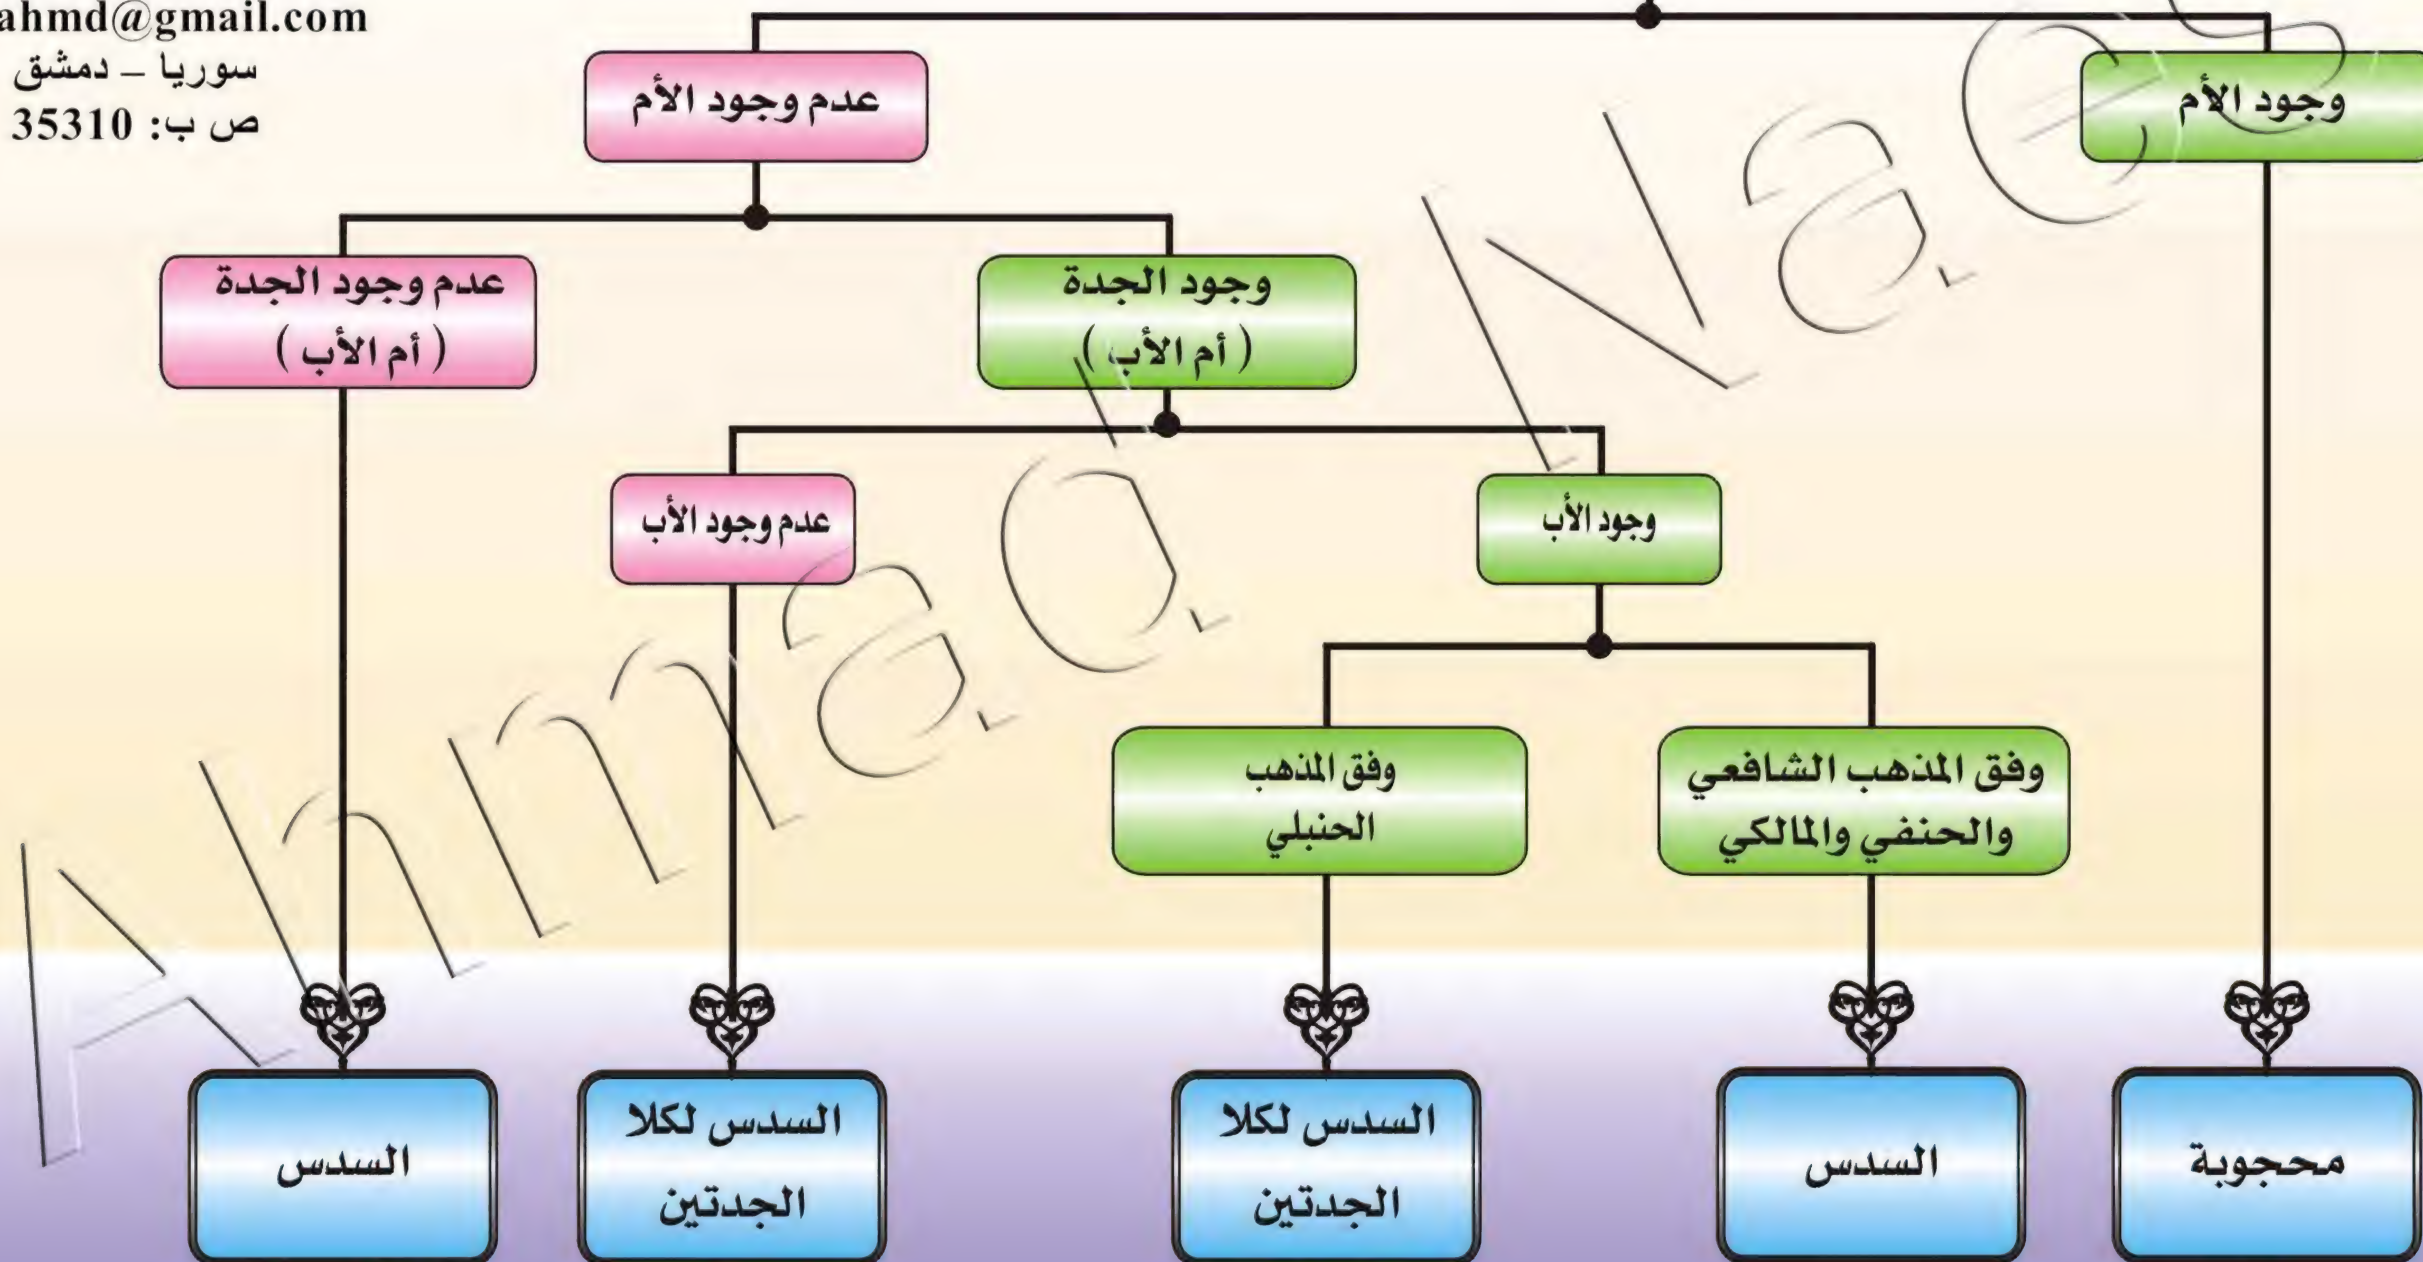 ahmd@gmail.com
سوريا – دمشق
ص ب: 35310
وجود الأم
عدم وجود الأم
وجود الجدة
( أم الأب )
عدم وجود الجدة
( أم الأب )
وجود الأب
عدم وجود الأب
وفق المذهب الشافعي
والحنفي والمالكي
وفق المذهب
الحنبلي
محجوبة
السدس
السدس لكلا
الجدتين
السدس لكلا
الجدتين
السدس
Ahmad